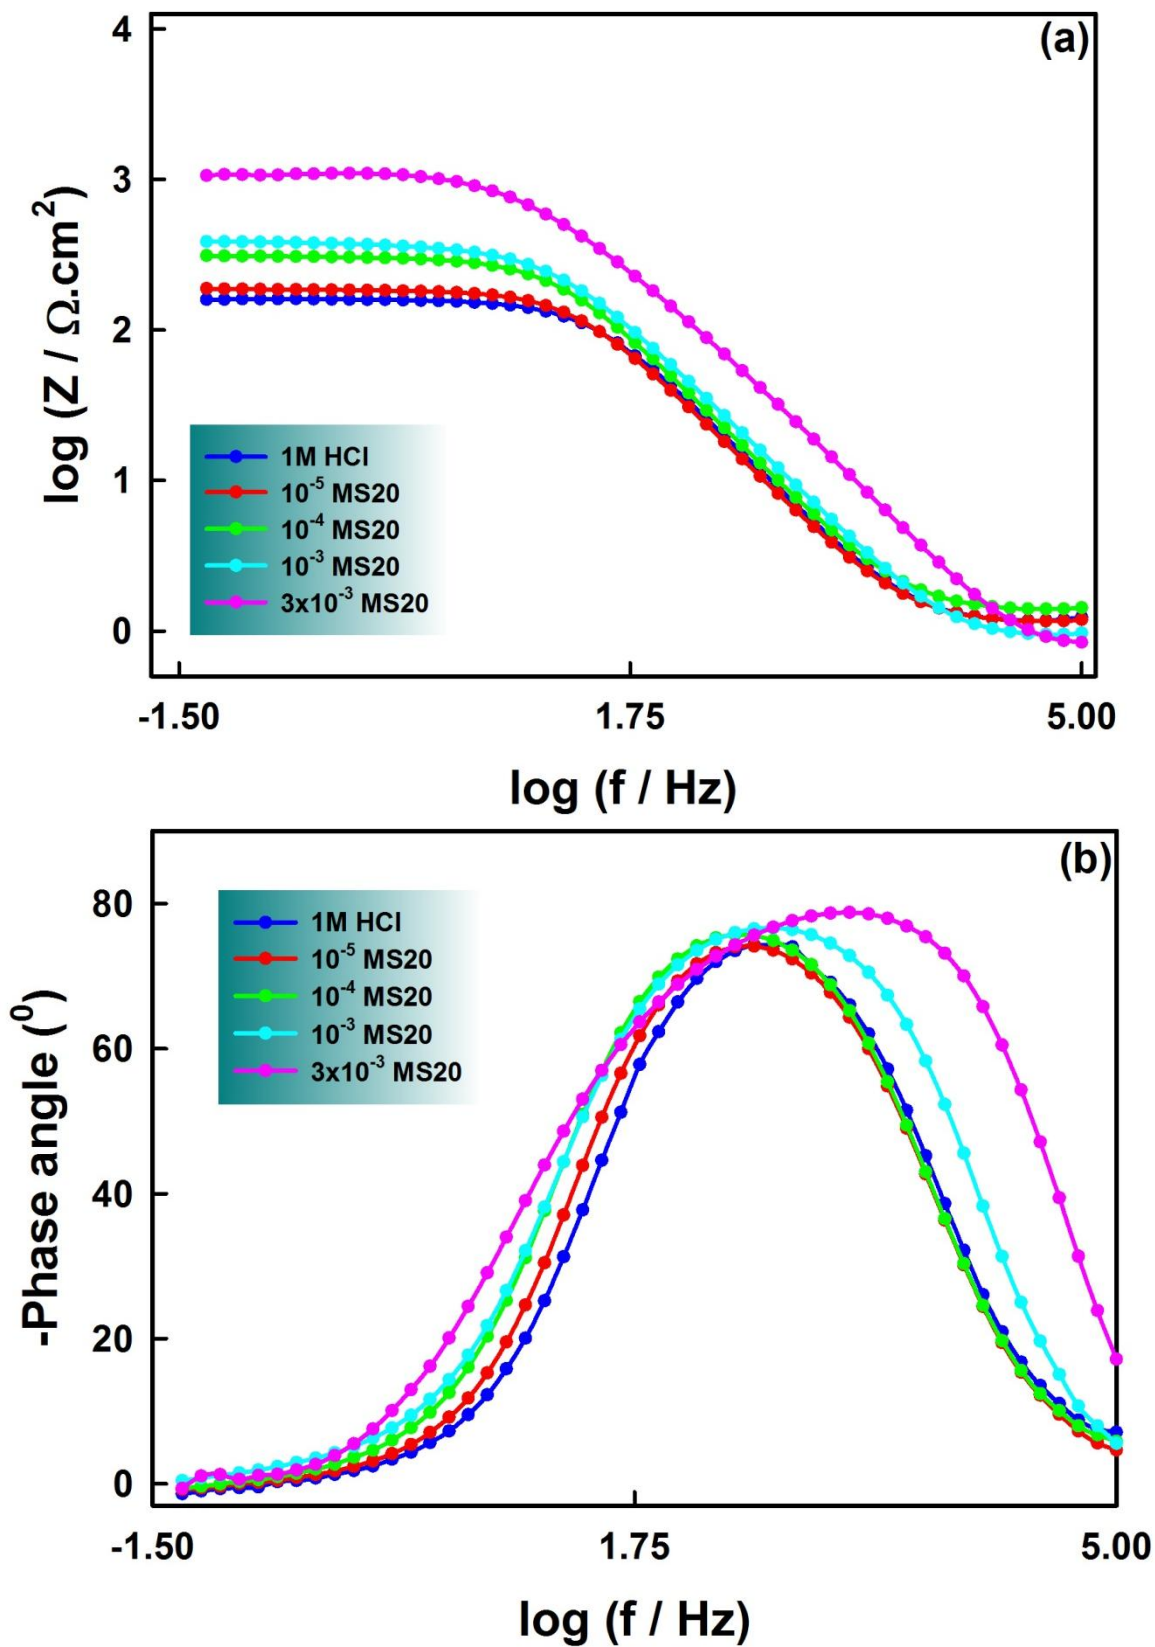 (a)
4
3
2
1
0
log (Z / Ω.cm²)
1M HCl
10⁻⁵ MS20
10⁻⁴ MS20
10⁻³ MS20
3x10⁻³ MS20
-1.50 1.75 5.00
log (f / Hz)
(b)
80
60
40
20
0
-Phase angle (⁰)
1M HCl
10⁻⁵ MS20
10⁻⁴ MS20
10⁻³ MS20
3x10⁻³ MS20
-1.50 1.75 5.00
log (f / Hz)